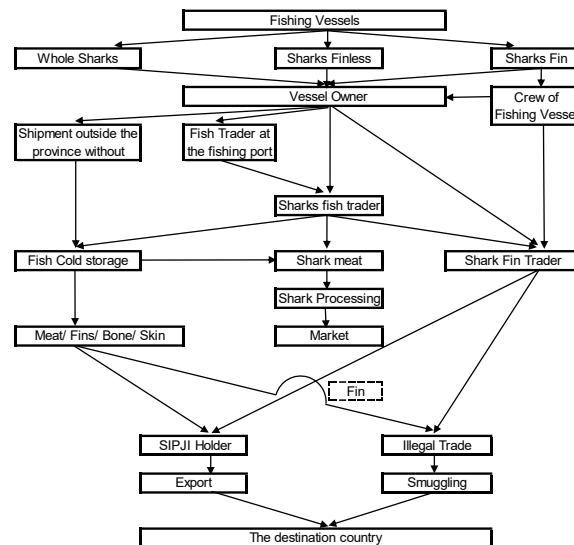 Fishing Vessels
Whole Sharks
Sharks Finless
Sharks Fin
Vessel Owner
Crew of
Fishing Vessel
Shipment outside the
province without
Fish Trader at
the fishing port
Sharks fish trader
Fish Cold storage
Shark meat
Shark Fin Trader
Shark Processing
Meat/ Fins/ Bone/ Skin
Market
Fin
SIPJI Holder
Illegal Trade
Export
Smuggling
The destination country